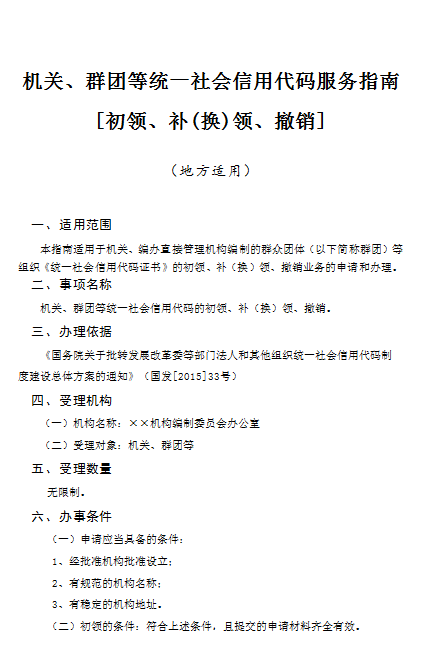 机关、群团等统一社会信用代码服务指南
[初领、补(换)领、撤销]
（地方适用）
一、适用范围
本指南适用于机关、编办直接管理机构编制的群众团体（以下简称群团）等
组织《统一社会信用代码证书》的初领、补（换）领、撤销业务的申请和办理。
二、事项名称
机关、群团等统一社会信用代码的初领、补（换）领、撤销。
三、办理依据
《国务院关于批转发展改革委等部门法人和其他组织统一社会信用代码制
度建设总体方案的通知》（国发[2015]33号）
四、受理机构
（一）机构名称：××机构编制委员会办公室
（二）受理对象：机关、群团等
五、受理数量
无限制。
六、办事条件
（一）申请应当具备的条件：
1、经批准机构批准设立；
2、有规范的机构名称；
3、有稳定的机构地址。
（二）初领的条件：符合上述条件，且提交的申请材料齐全有效。